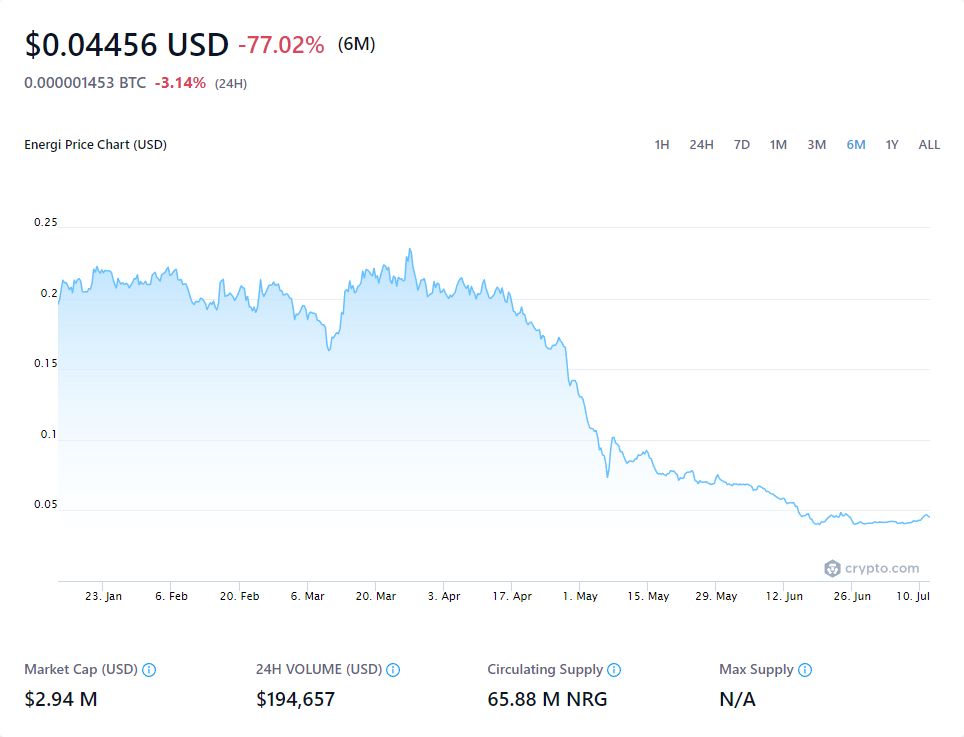 $0.04456 USD -77.02% (6M)
0.000001453 BTC -3.14% (24H)
Energi Price Chart (USD) 1H 24H 7D 1M 3M 6M 1Y ALL
0.25
0.2
0.15
0.1
0.05
crypto.com
23. Jan 6. Feb 20. Feb 6. Mar 20. Mar 3. Apr 17. Apr 1. May 15. May 29. May 12. Jun 26. Jun 10. Jul
Market Cap (USD) 24H VOLUME (USD) Circulating Supply Max Supply
$2.94 M $194,657 65.88 M NRG N/A